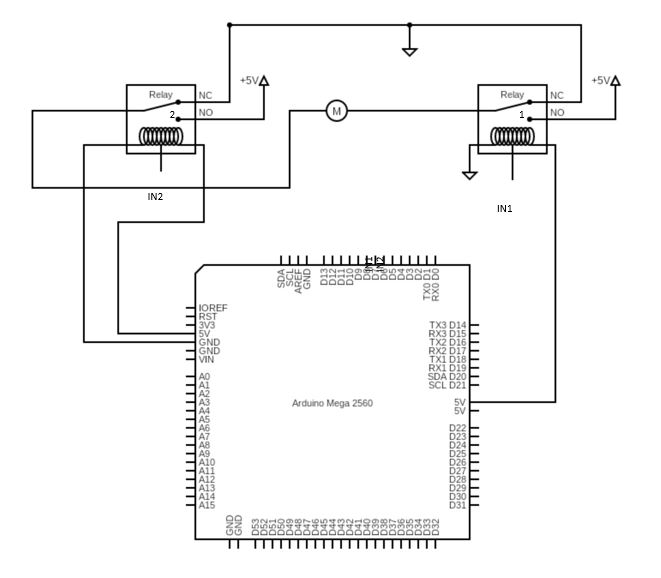 +5V
+5V
Relay
NC
Relay
NC
2
NO
M
1
NO
IN2
IN1
IN1
IN2
SDA
SCL
AREF
GND
D13
D12
D11
D10
D9
D5
D4
D3
D2
TX0 D1
RX0 D0
IOREF
RST
3V3
5V
GND
GND
VIN
A0
A1
A2
A3
A4
A5
A6
A7
A8
A9
A10
A11
A12
A13
A14
A15
Arduino Mega 2560
TX3 D14
RX3 D15
TX2 D16
RX2 D17
TX1 D18
RX1 D19
SDA D20
SCL D21
5V
5V
D22
D23
D24
D25
D26
D27
D28
D29
D30
D31
GND
GND
D53
D52
D51
D50
D49
D48
D47
D46
D45
D44
D43
D42
D41
D40
D39
D38
D37
D36
D35
D34
D33
D32